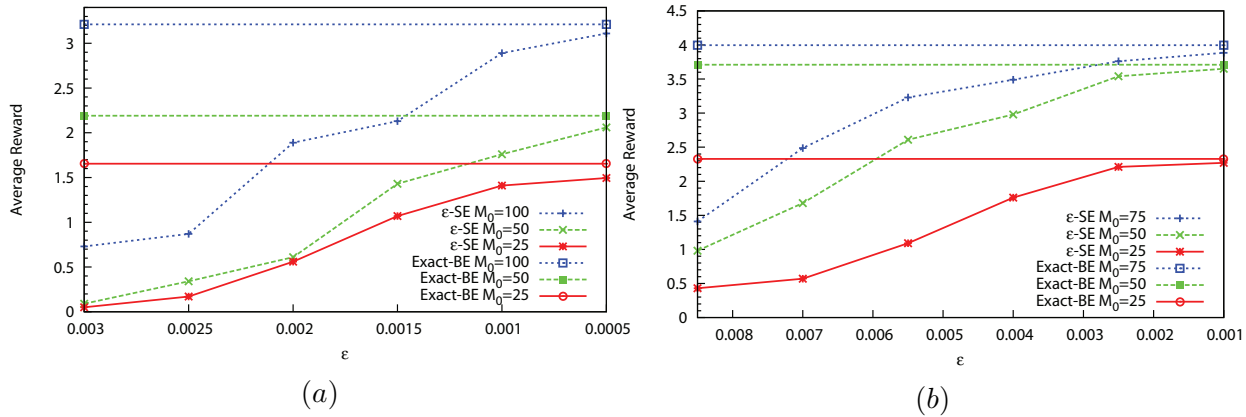 Average Reward
3
2.5
2
1.5
1
0.5
0
0.003
0.0025
0.002
0.0015
0.001
0.0005
ε
ε-SE M₀=100
ε-SE M₀=50
ε-SE M₀=25
Exact-BE M₀=100
Exact-BE M₀=50
Exact-BE M₀=25
(a)
Average Reward
4.5
4
3.5
3
2.5
2
1.5
1
0.5
0
0.008
0.007
0.006
0.005
0.004
0.003
0.002
0.001
ε
ε-SE M₀=75
ε-SE M₀=50
ε-SE M₀=25
Exact-BE M₀=75
Exact-BE M₀=50
Exact-BE M₀=25
(b)